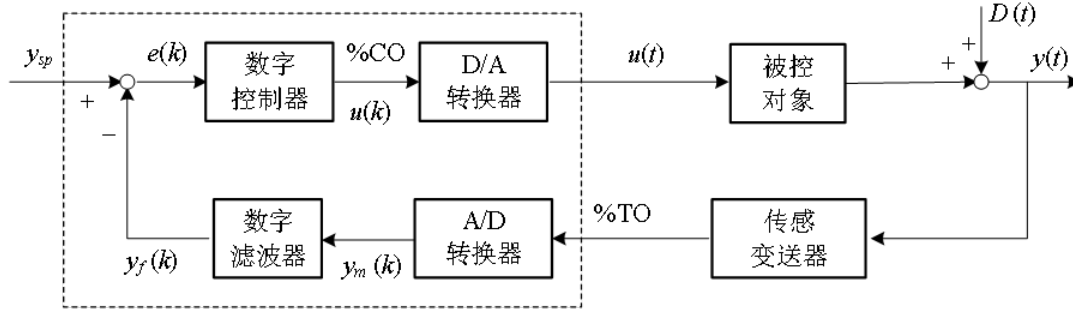 D(t)
+
y_sp
e(k)
%CO
u(t)
+
y(t)
数字
控制器
D/A
转换器
被控
对象
+
u(k)
−
数字
滤波器
A/D
转换器
%TO
传感
变送器
y_f(k)
y_m(k)